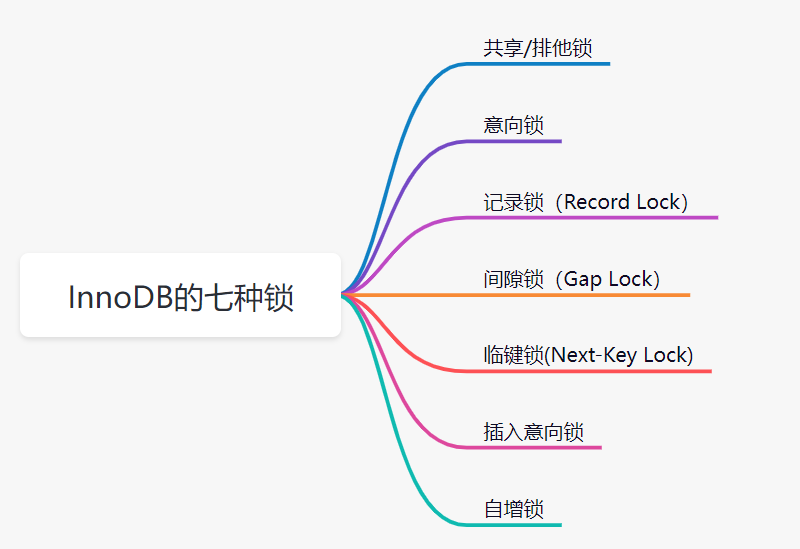 共享/排他锁
意向锁
记录锁（Record Lock）
InnoDB的七种锁
间隙锁（Gap Lock）
临键锁(Next-Key Lock)
插入意向锁
自增锁